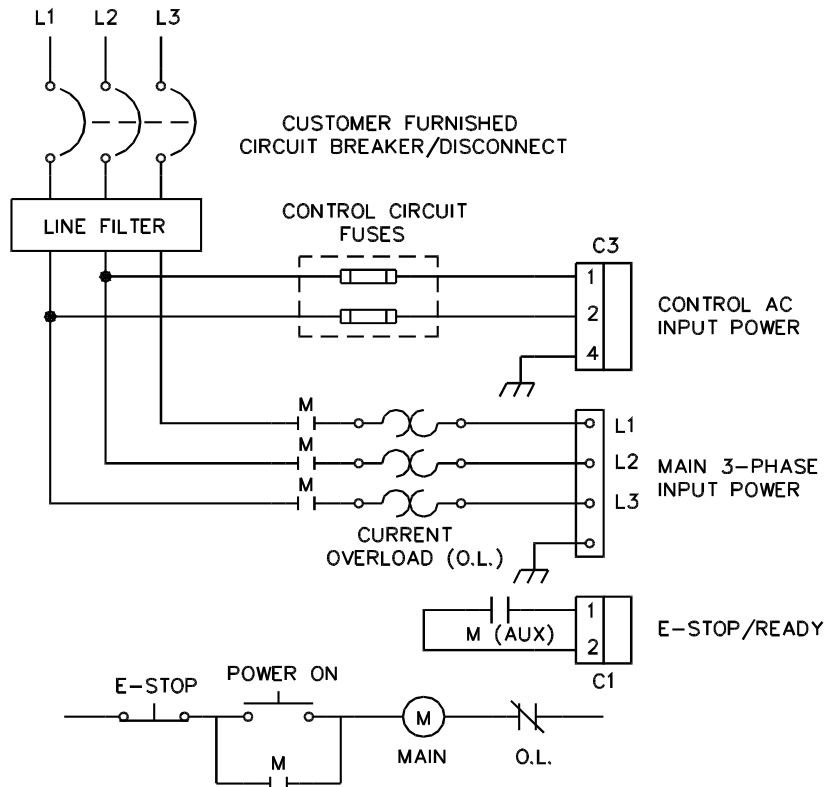 L1 L2 L3
CUSTOMER FURNISHED
CIRCUIT BREAKER/DISCONNECT
LINE FILTER
CONTROL CIRCUIT
FUSES
C3
1
2
4
CONTROL AC
INPUT POWER
M
M
M
L1
L2
L3
MAIN 3-PHASE
INPUT POWER
CURRENT
OVERLOAD (O.L.)
1
2
M (AUX)
E-STOP/READY
C1
E-STOP
POWER ON
M
MAIN
O.L.
M